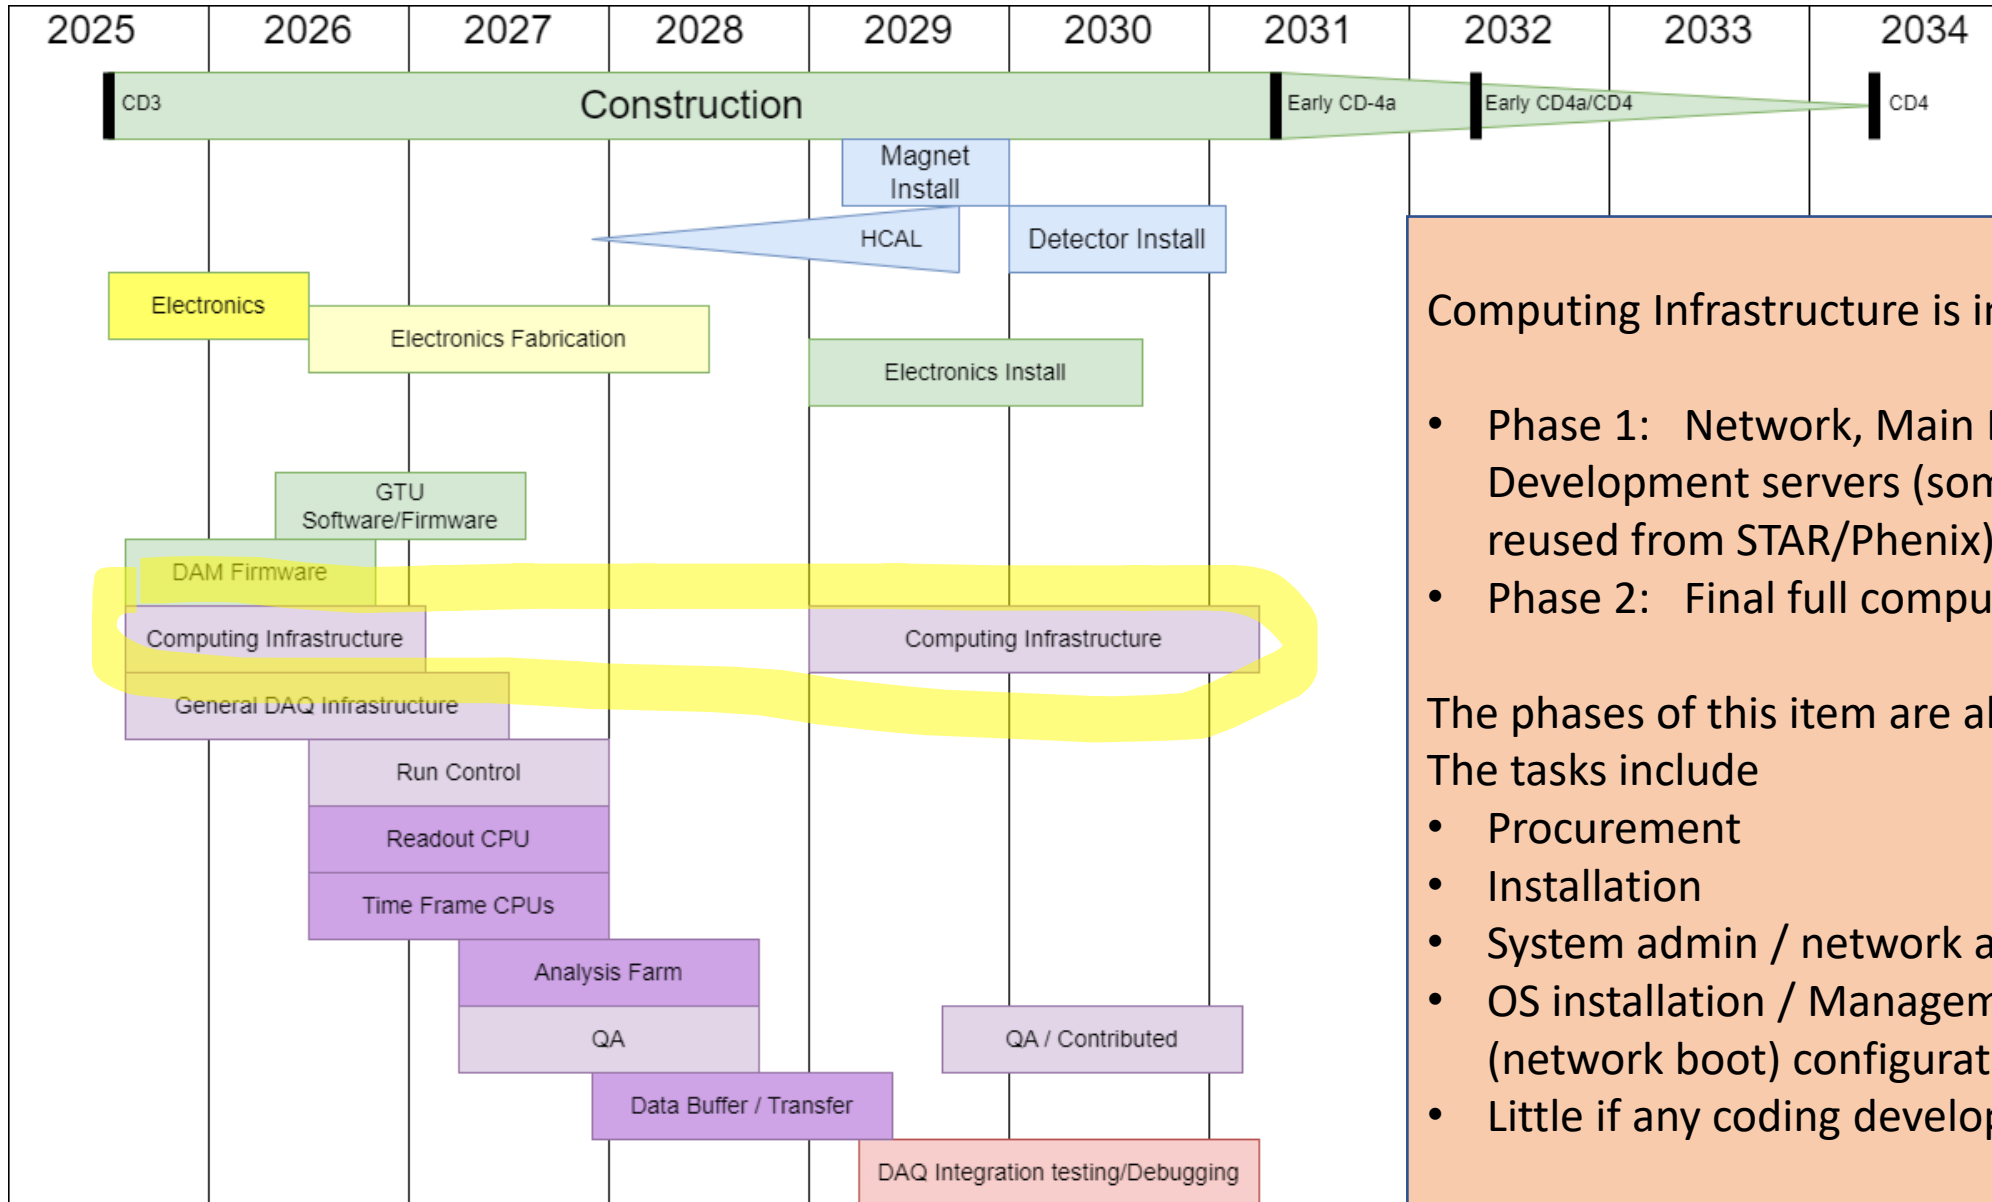 2025 2026 2027 2028 2029 2030 2031 2032 2033 2034
CD3 Construction Early CD-4a Early CD4a/CD4 CD4
Magnet
Install
HCAL Detector Install
Electronics
Electronics Fabrication
Electronics Install
GTU
Software/Firmware
DAM Firmware
Computing Infrastructure Computing Infrastructure
General DAQ Infrastructure
Run Control
Readout CPU
Time Frame CPUs
Analysis Farm
QA QA / Contributed
Data Buffer / Transfer
DAQ Integration testing/Debugging
Computing Infrastructure is
• Phase 1: Network, Main
Development servers
reused from STAR/Phenix)
• Phase 2: Final full
The phases of this item are
The tasks include
• Procurement
• Installation
• System admin / network
• OS installation /
(network boot)
• Little if any coding